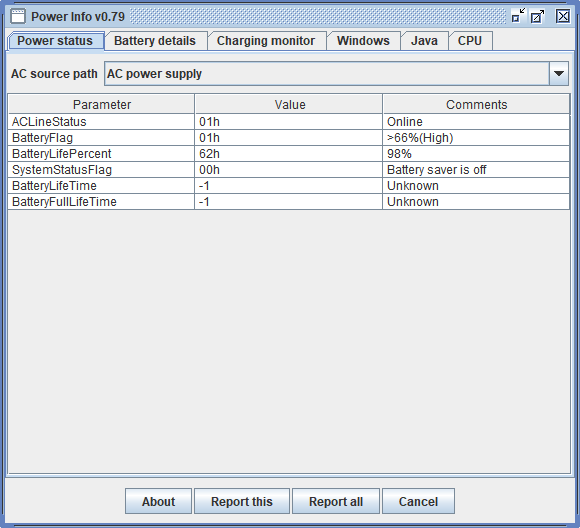 Power Info v0.79
Power status Battery details Charging monitor Windows Java CPU
AC source path AC power supply
Parameter Value Comments
ACLineStatus 01h Online
BatteryFlag 01h >66%(High)
BatteryLifePercent 62h 98%
SystemStatusFlag 00h Battery saver is off
BatteryLifeTime -1 Unknown
BatteryFullLifeTime -1 Unknown
About Report this Report all Cancel